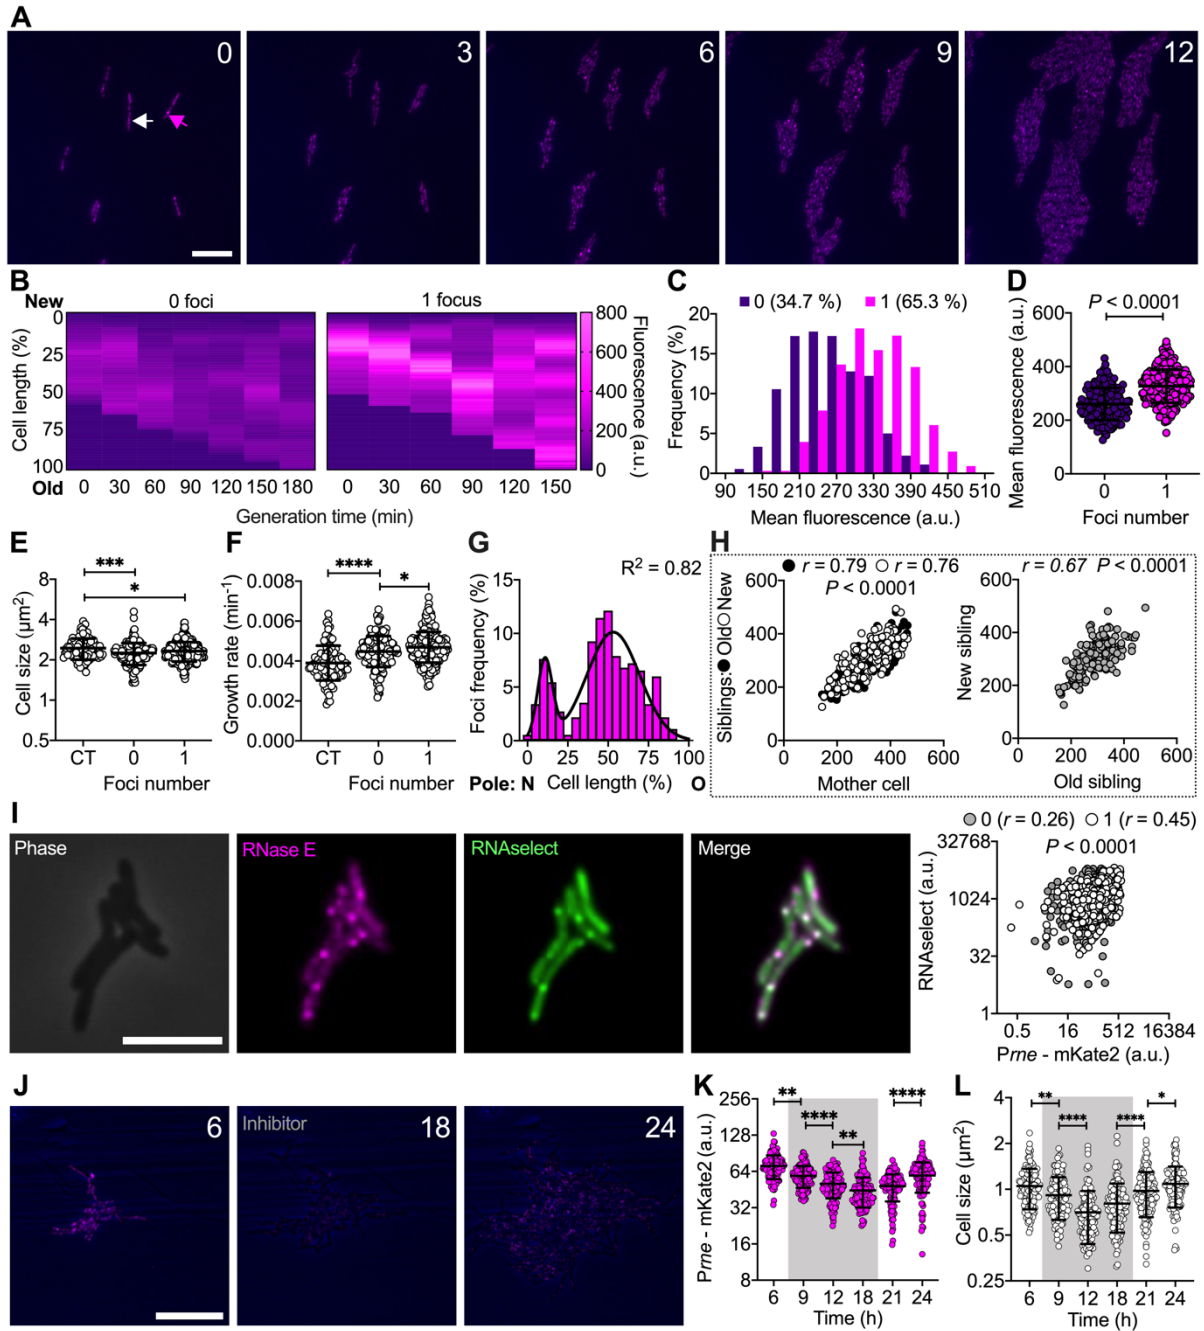 A
0
3
6
9
12
B
New
0 foci
1 focus
0
25
50
75
100
Cell length (%)
Old
0 30 60 90 120 150 180
0 30 60 90 120 150
Generation time (min)
800
600
400
200
0
Fluorescence (a.u.)
C
0 (34.7 %) 1 (65.3 %)
20
15
10
5
0
Frequency (%)
90 150 210 270 330 390 450 510
Mean fluorescence (a.u.)
D
P < 0.0001
600
400
200
0
Mean fluorescence (a.u.)
0 1
Foci number
E
***
*
8
4
2
1
0.5
Cell size (µm²)
CT 0 1
Foci number
F
****
*
0.008
0.006
0.004
0.002
0.000
Growth rate (min⁻¹)
CT 0 1
Foci number
G
R² = 0.82
15
10
5
0
Foci frequency (%)
0 25 50 75 100
Pole: N Cell length (%) O
H
r = 0.79 r = 0.76
P < 0.0001
Siblings: Old New
600
400
200
0
0 200 400 600
Mother cell
r = 0.67 P < 0.0001
New sibling
600
400
200
0
0 200 400 600
Old sibling
I
Phase
RNase E
RNAselect
Merge
0 (r = 0.26) 1 (r = 0.45)
P < 0.0001
32768
1024
32
1
RNAselect (a.u.)
0.5 16 512 16384
Prne - mKate2 (a.u.)
J
6
Inhibitor
18
24
K
**
****
**
****
256
128
64
32
16
8
Prne - mKate2 (a.u.)
6 9 12 18 21 24
Time (h)
L
**
****
****
*
4
2
1
0.5
0.25
Cell size (µm²)
6 9 12 18 21 24
Time (h)